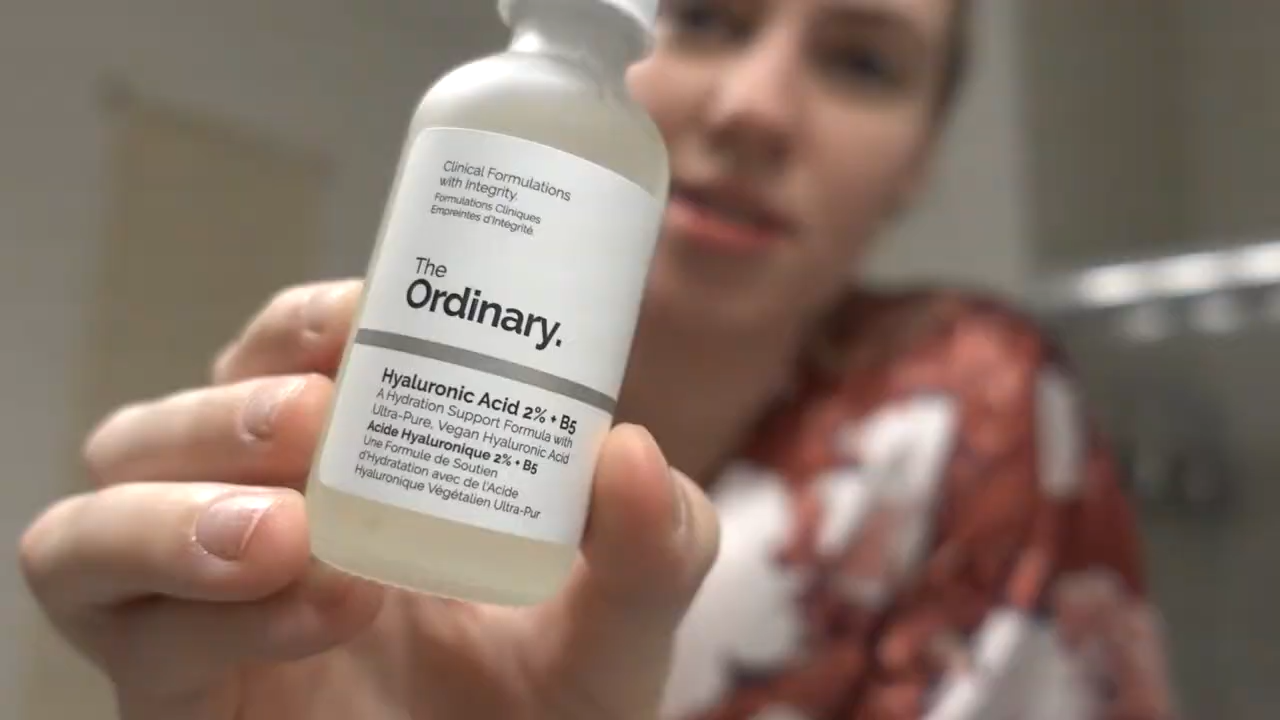 Clinical Formulations
with Integrity.
Formulations Cliniques
Empreintes d'Intégrité.
The
Ordinary.
Hyaluronic Acid 2% + B5
A Hydration Support Formula with
Ultra-Pure, Vegan Hyaluronic Acid
Acide Hyaluronique 2% + B5
Une Formule de Soutien
d'Hydratation avec de l'Acide
Hyaluronique Végétalien Ultra-Pur